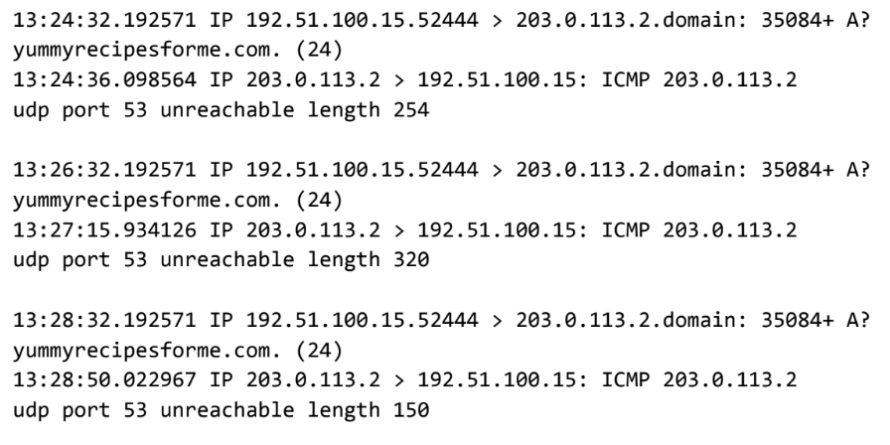 13:24:32.192571 IP 192.51.100.15.52444 > 203.0.113.2.domain: 35084+ A?
yummyrecipesforme.com. (24)
13:24:36.098564 IP 203.0.113.2 > 192.51.100.15: ICMP 203.0.113.2
udp port 53 unreachable length 254
13:26:32.192571 IP 192.51.100.15.52444 > 203.0.113.2.domain: 35084+ A?
yummyrecipesforme.com. (24)
13:27:15.934126 IP 203.0.113.2 > 192.51.100.15: ICMP 203.0.113.2
udp port 53 unreachable length 320
13:28:32.192571 IP 192.51.100.15.52444 > 203.0.113.2.domain: 35084+ A?
yummyrecipesforme.com. (24)
13:28:50.022967 IP 203.0.113.2 > 192.51.100.15: ICMP 203.0.113.2
udp port 53 unreachable length 150